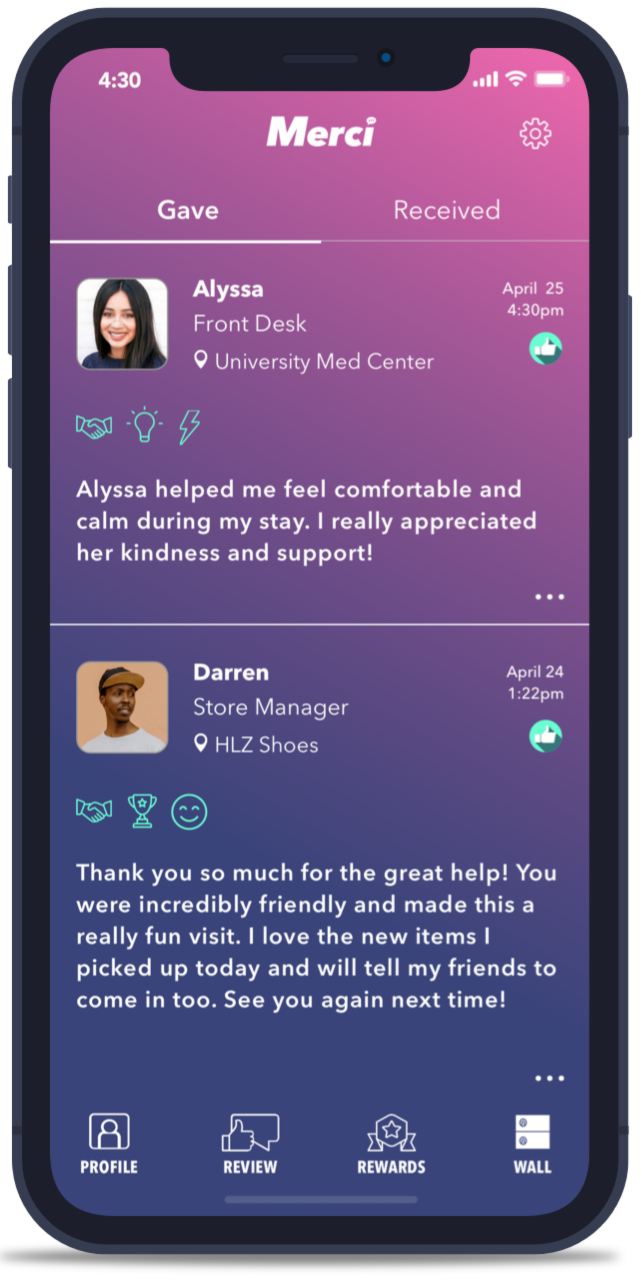 4:30
Merci
Gave
Received
Alyssa
April 25
Front Desk
4:30pm
University Med Center
Alyssa helped me feel comfortable and
calm during my stay. I really appreciated
her kindness and support!
Darren
April 24
Store Manager
1:22pm
HLZ Shoes
Thank you so much for the great help! You
were incredibly friendly and made this a
really fun visit. I love the new items I
picked up today and will tell my friends to
come in too. See you again next time!
PROFILE
REVIEW
REWARDS
WALL